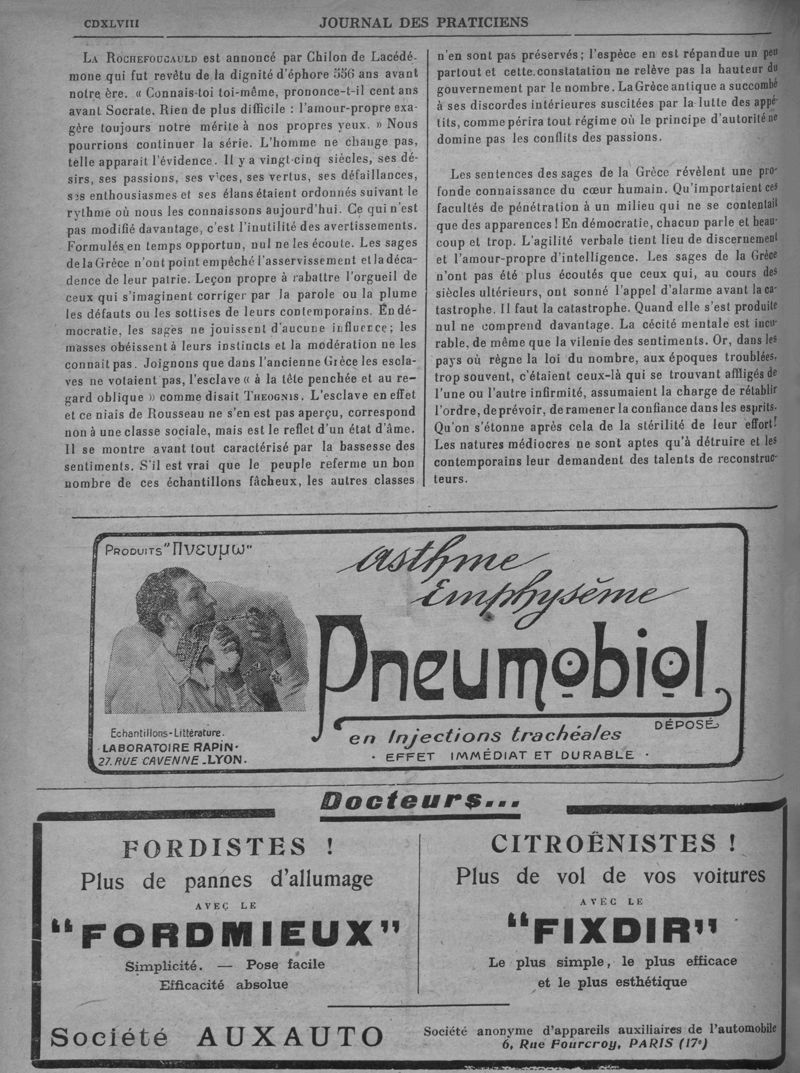 CDXLVIII JOURNAL DES PRATICIENS
LA ROCHEFOUCAULD est annoncé par Chilon de Lacédé-
mone qui fut revêtu de la dignité d'éphore 556 ans avant
notre ère. « Connais-toi toi-même, prononce-t-il cent ans
avant Socrate. Rien de plus difficile : l'amour-propre exa-
gère toujours notre mérite à nos propres yeux. » Nous
pourrions continuer la série. L'homme ne change pas,
telle apparait l'évidence. Il y a vingt-cinq siècles, ses dé-
sirs, ses passions, ses vices, ses vertus, ses défaillances,
ses enthousiasmes et ses élans étaient ordonnés suivant le
rythme où nous les connaissons aujourd'hui. Ce qui n'est
pas modifié davantage, c'est l'inutilité des avertissements.
Formulés en temps opportun, nul ne les écoute. Les sages
de la Grèce n'ont point empêché l'asservissement et la déca-
dence de leur patrie. Leçon propre à rabattre l'orgueil de
ceux qui s'imaginent corriger par la parole ou la plume
les défauts ou les sottises de leurs contemporains. En dé-
mocratie, les sages ne jouissent d'aucune influence; les
masses obéissent à leurs instincts et la modération ne les
connait pas. Joignons que dans l'ancienne Grèce les escla-
ves ne votaient pas, l'esclave « à la tête penchée et au re-
gard oblique » comme disait THEOGNIS. L'esclave en effet
et ce niais de Rousseau ne s'en est pas aperçu, correspond
non à une classe sociale, mais est le reflet d'un état d'âme.
Il se montre avant tout caractérisé par la bassesse des
sentiments. S'il est vrai que le peuple referme un bon
nombre de ces échantillons fâcheux, les autres classes
n'en sont pas préservés; l'espèce en est répandue un peu
partout et cette constatation ne relève pas la hauteur du
gouvernement par le nombre. La Grèce antique a succombé
à ses discordes intérieures suscitées par la lutte des appé-
tits, comme périra tout régime où le principe d'autorité ne
domine pas les conflits des passions.
Les sentences des sages de la Grèce révèlent une pro-
fonde connaissance du cœur humain. Qu'importaient ces
facultés de pénétration à un milieu qui ne se contentait
que des apparences ! En démocratie, chacun parle et beau-
coup et trop. L'agilité verbale tient lieu de discernement
et l'amour-propre d'intelligence. Les sages de la Grèce
n'ont pas été plus écoutés que ceux qui, au cours des
siècles ultérieurs, ont sonné l'appel d'alarme avant la ca-
tastrophe. Il faut la catastrophe. Quand elle s'est produite
nul ne comprend davantage. La cécité mentale est incu-
rable, de même que la vilenie des sentiments. Or, dans les
pays où règne la loi du nombre, aux époques troublées,
trop souvent, c'étaient ceux-là qui se trouvant affligés de
l'une ou l'autre infirmité, assumaient la charge de rétablir
l'ordre, de prévoir, de ramener la confiance dans les esprits.
Qu'on s'étonne après cela de la stérilité de leur effort!
Les natures médiocres ne sont aptes qu'à détruire et les
contemporains leur demandent des talents de reconstruc-
teurs.
PRODUITS "Πνευμω"
asthme
Emphysème
Pneumobiol
DÉPOSÉ
en Injections trachéales
· EFFET IMMÉDIAT ET DURABLE ·
Echantillons-Littérature.
· LABORATOIRE RAPIN ·
27. RUE CAVENNE - LYON.
Docteurs...
FORDISTES !
Plus de pannes d'allumage
AVEC LE
"FORDMIEUX"
Simplicité. — Pose facile
Efficacité absolue
CITROËNISTES !
Plus de vol de vos voitures
AVEC LE
"FIXDIR"
Le plus simple, le plus efficace
et le plus esthétique
Société AUXAUTO
Société anonyme d'appareils auxiliaires de l'automobile
6, Rue Fourcroy, PARIS (17e)